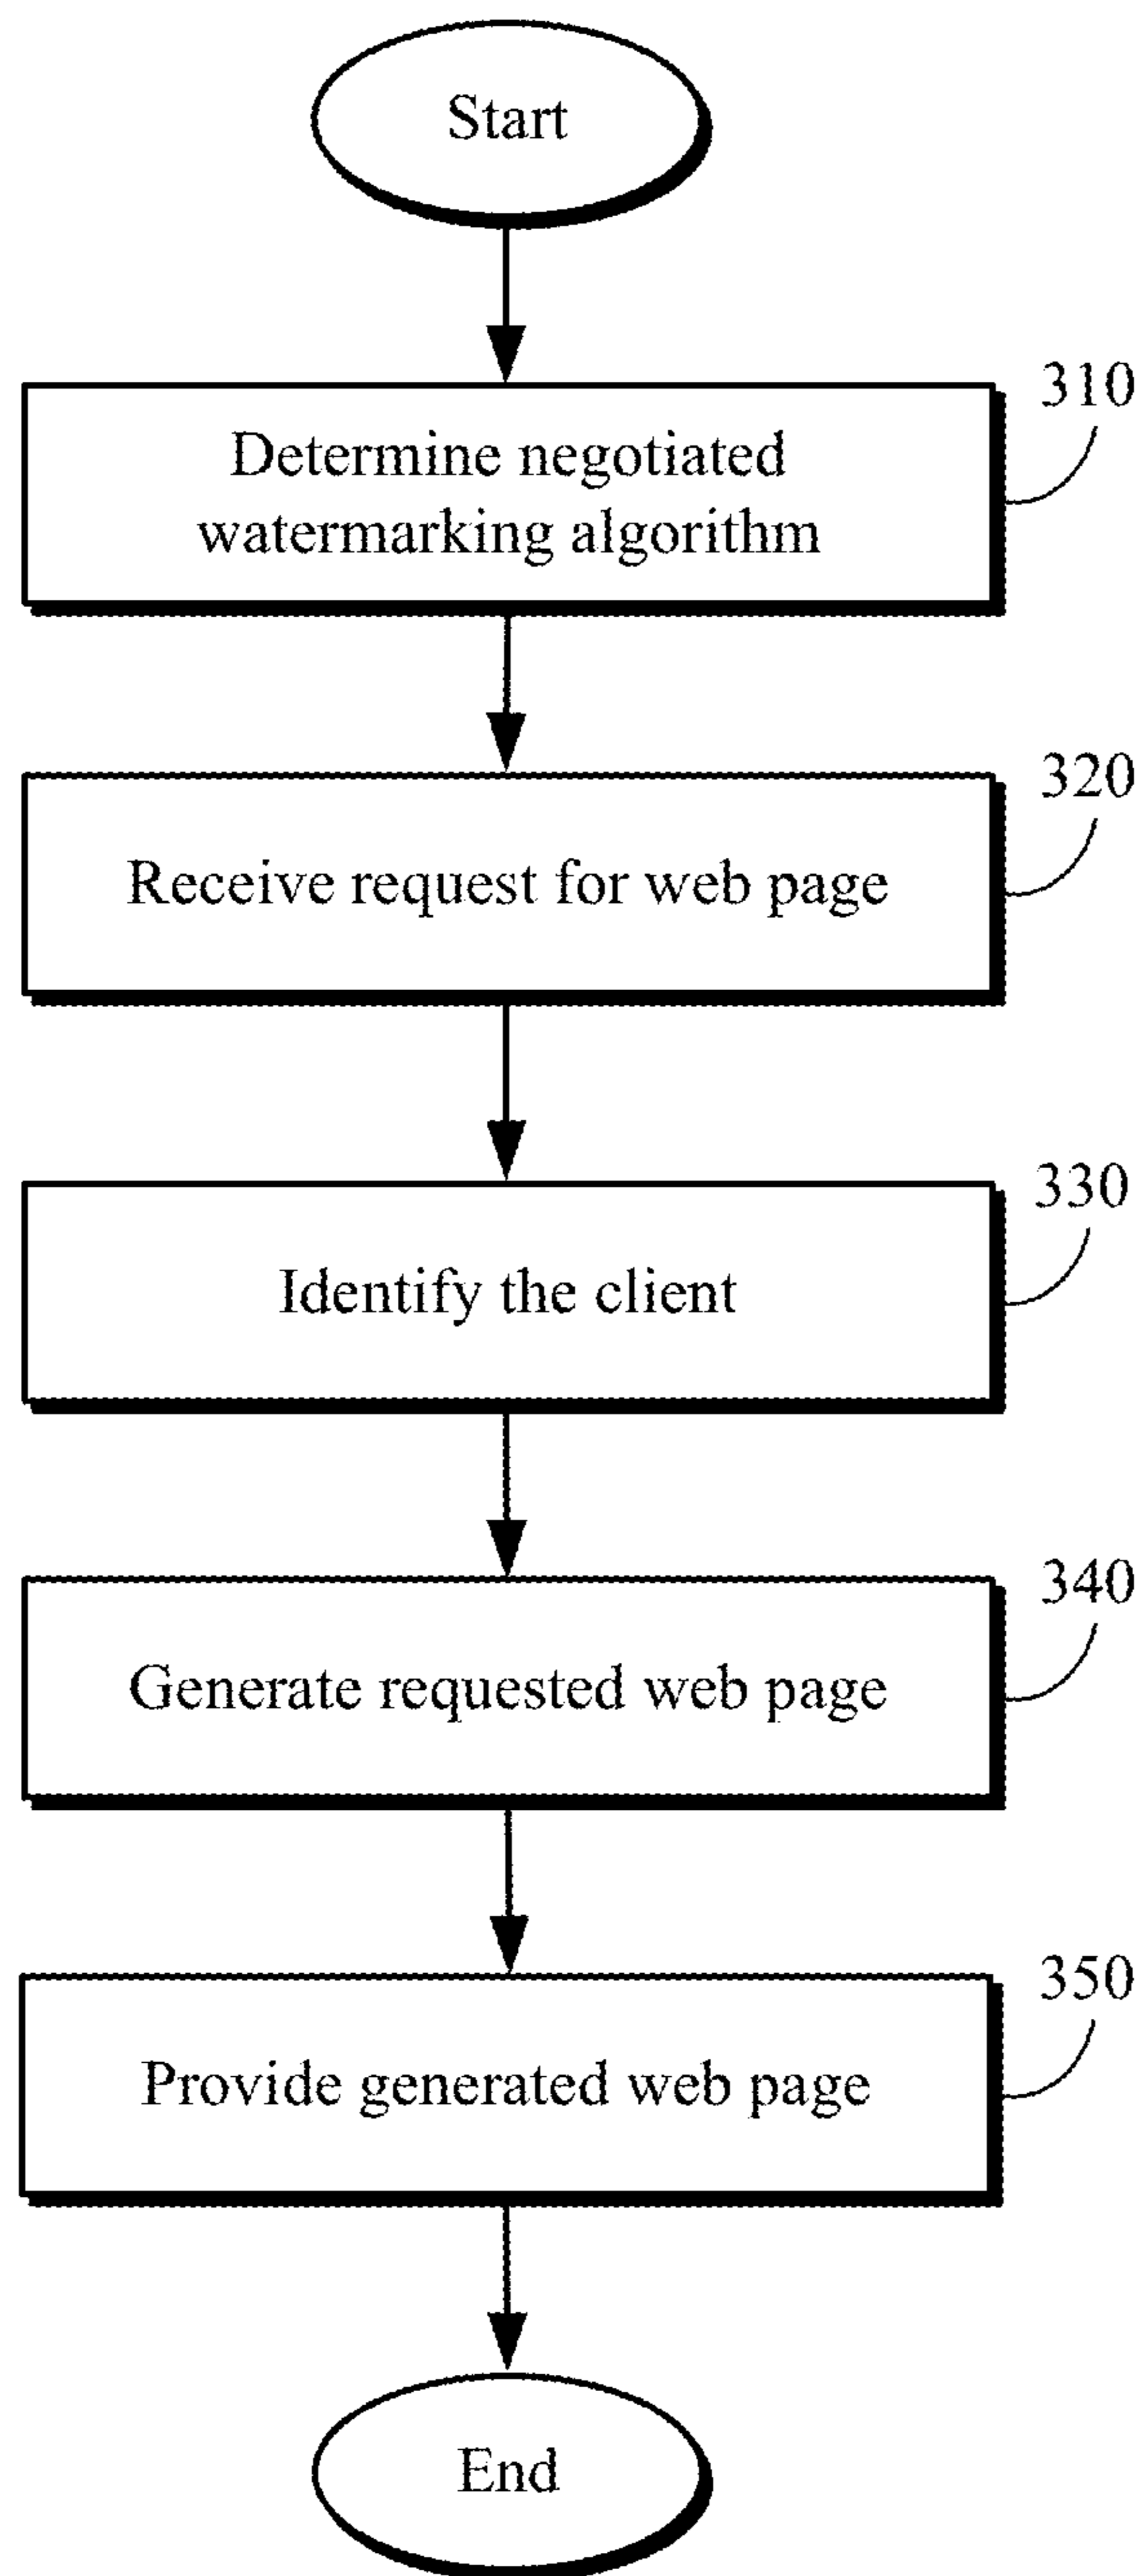 Start
310
Determine negotiated
watermarking algorithm
320
Receive request for web page
330
Identify the client
340
Generate requested web page
350
Provide generated web page
End